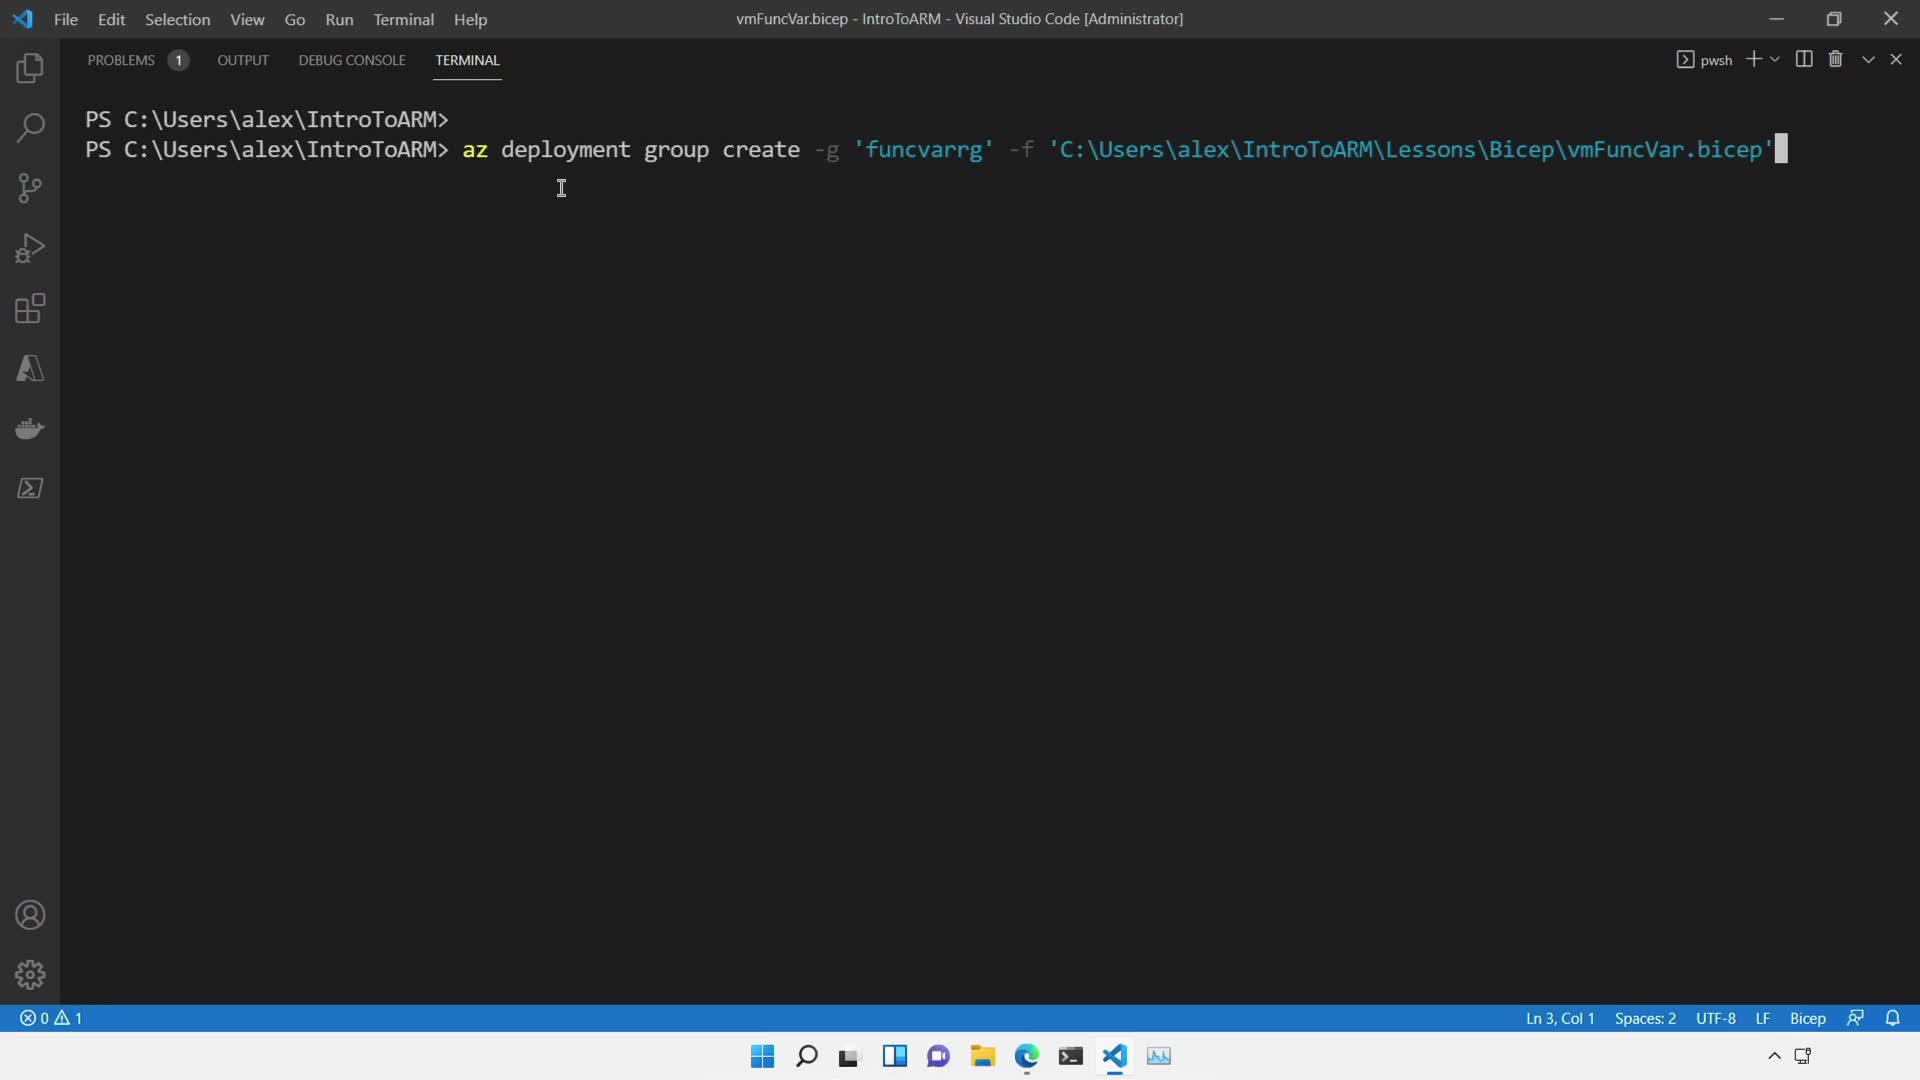 File Edit Selection View Go Run Terminal Help
vmFuncVar.bicep - IntroToARM - Visual Studio Code [Administrator]
PROBLEMS 1 OUTPUT DEBUG CONSOLE TERMINAL
pwsh
PS C:\Users\alex\IntroToARM>
PS C:\Users\alex\IntroToARM> az deployment group create -g 'funcvarrg' -f 'C:\Users\alex\IntroToARM\Lessons\Bicep\vmFuncVar.bicep'
0 1
Ln 3, Col 1 Spaces: 2 UTF-8 LF Bicep